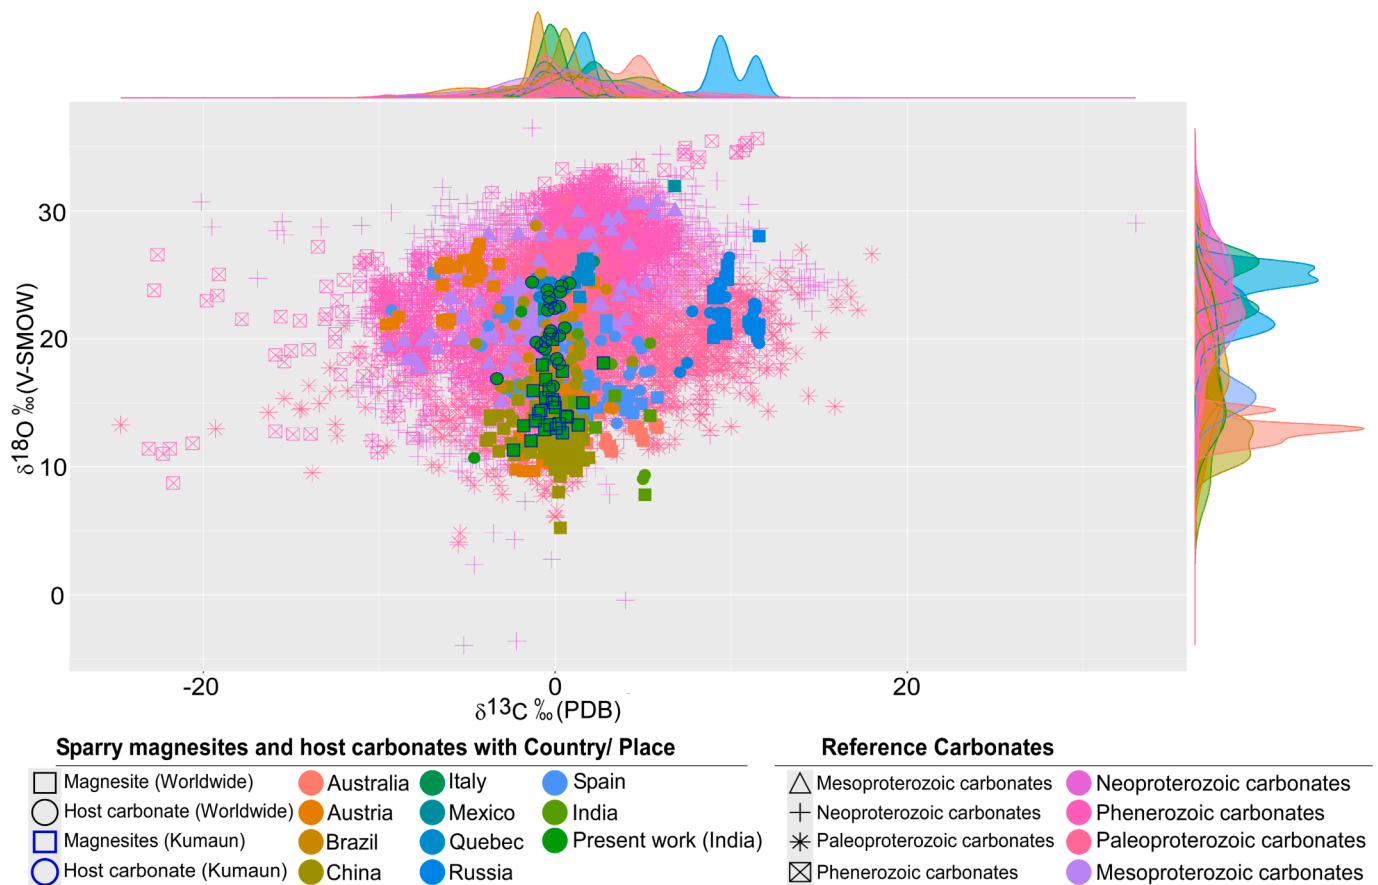 30
20
10
0
δ18O ‰(V-SMOW)
-20
0
20
δ13C ‰(PDB)
Sparry magnesites and host carbonates with Country/ Place
Magnesite (Worldwide)
Host carbonate (Worldwide)
Magnesites (Kumaun)
Host carbonate (Kumaun)
Australia
Austria
Brazil
China
Italy
Mexico
Quebec
Russia
Spain
India
Present work (India)
Reference Carbonates
Mesoproterozoic carbonates
Neoproterozoic carbonates
Paleoproterozoic carbonates
Phenerozoic carbonates
Neoproterozoic carbonates
Phenerozoic carbonates
Paleoproterozoic carbonates
Mesoproterozoic carbonates